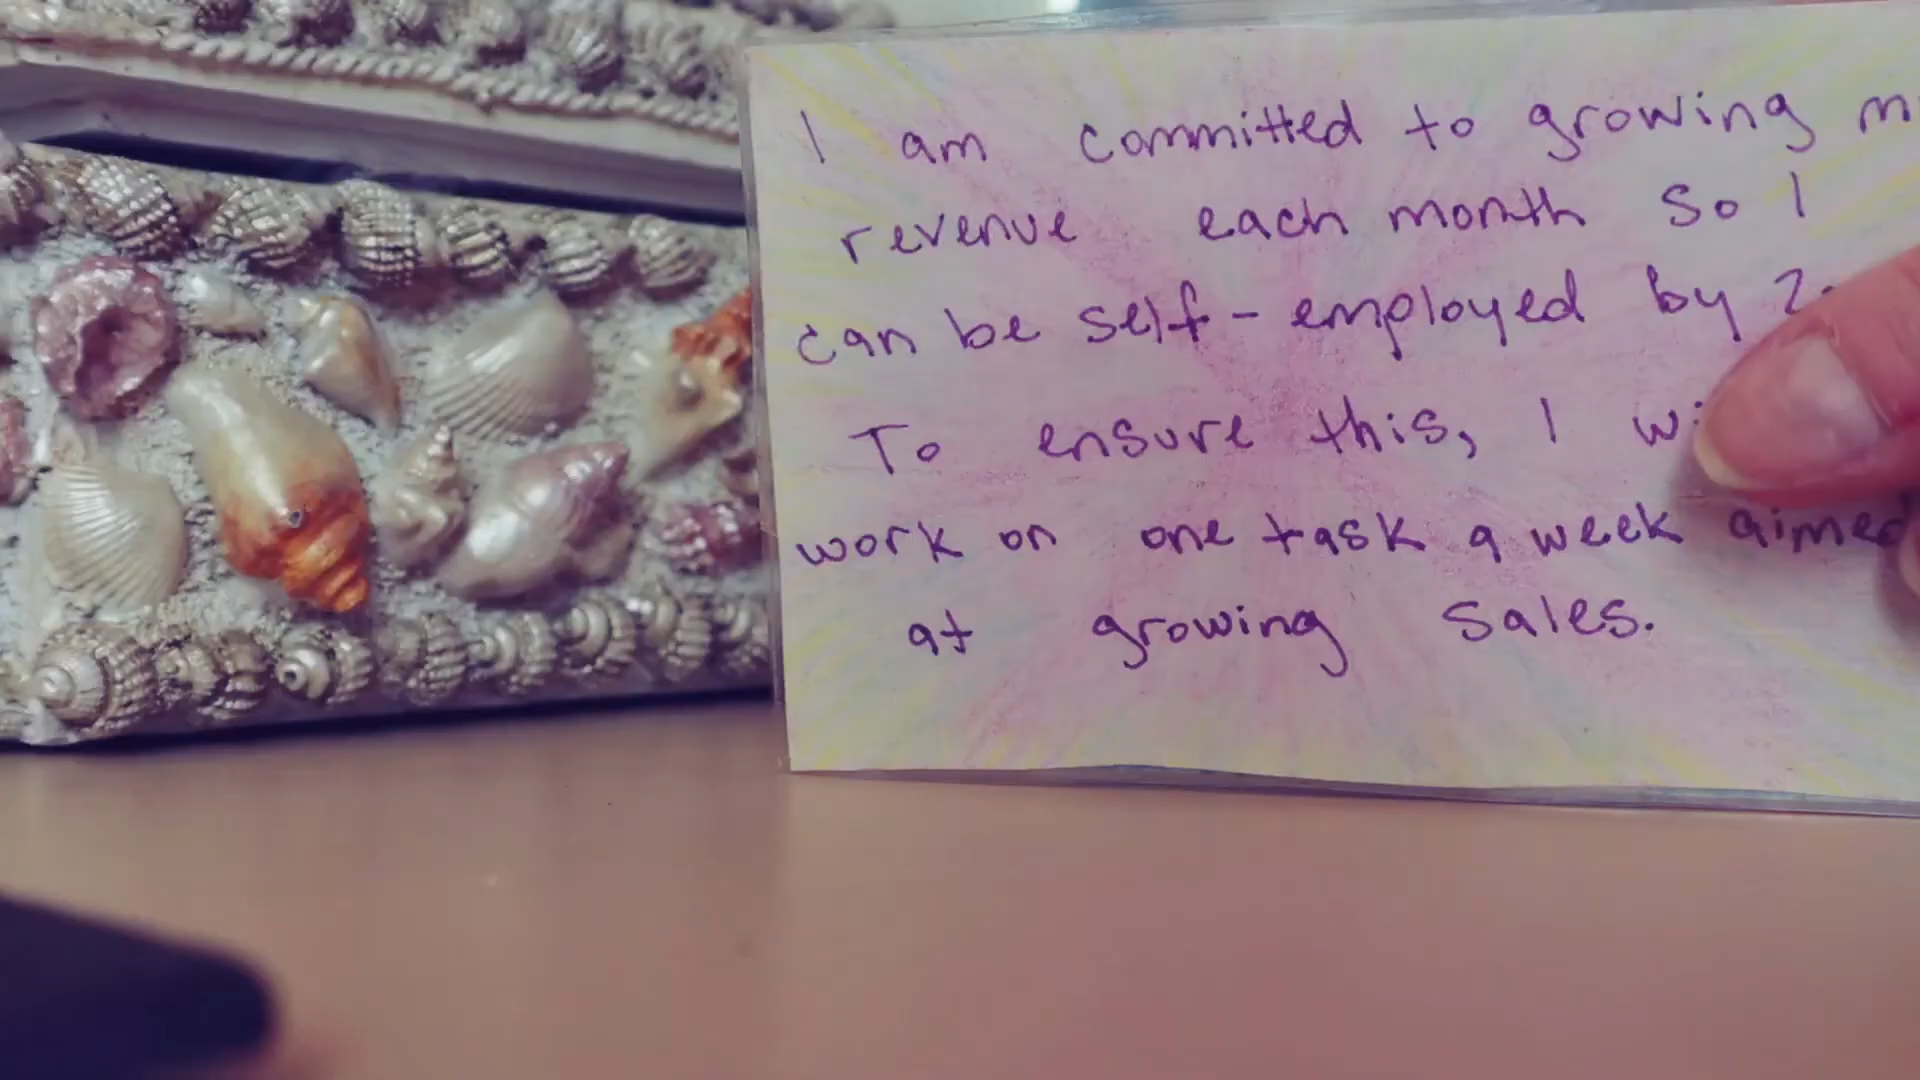 I am committed to growing
revenue each month so I
can be self-employed by
To ensure this, I
work on one task a week aimed
at growing sales.